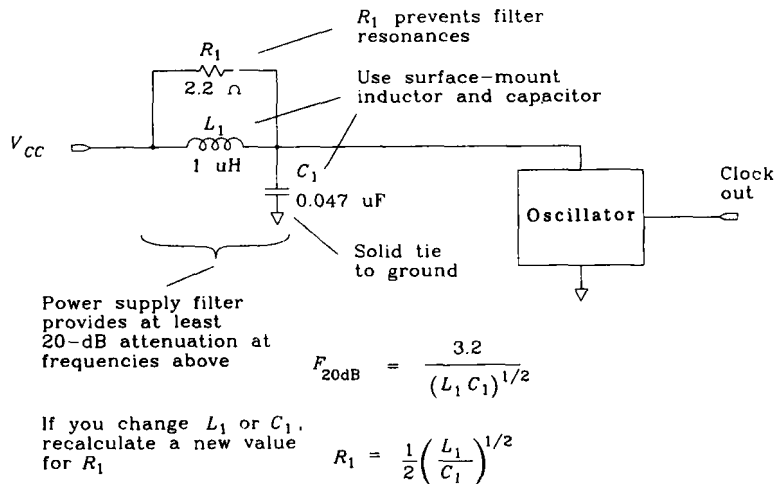 R₁ prevents filter
resonances
R₁
2.2 Ω
Use surface-mount
inductor and capacitor
L₁
V_CC
1 uH
C₁
0.047 uF
Clock
out
Oscillator
Solid tie
to ground
Power supply filter
provides at least
20-dB attenuation at
frequencies above
F_20dB = 3.2 / (L₁ C₁)^1/2
If you change L₁ or C₁,
recalculate a new value
for R₁
R₁ = 1/2 (L₁/C₁)^1/2